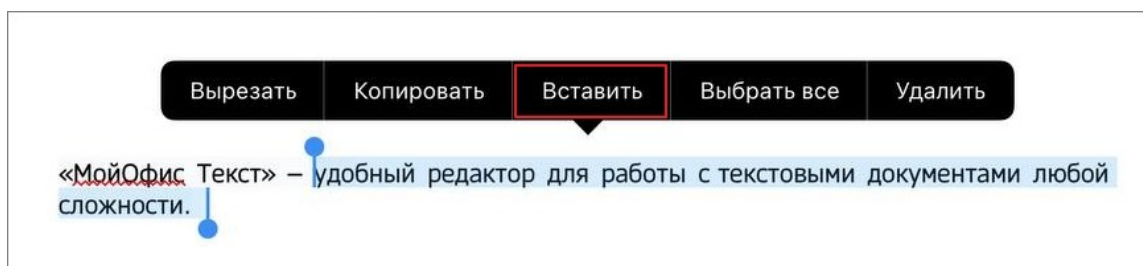 Вырезать Копировать Вставить Выбрать все Удалить
«МойОфис Текст» – удобный редактор для работы с текстовыми документами любой
сложности.